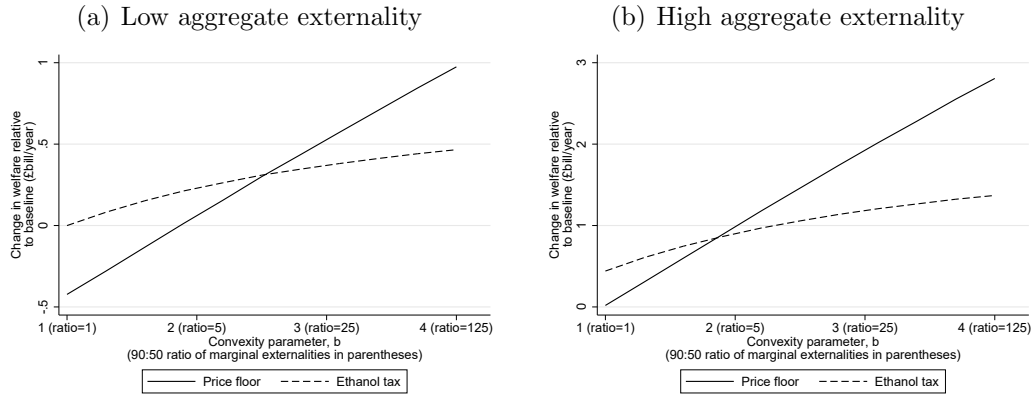 (a) Low aggregate externality
Change in welfare relative
to baseline (£bill/year)
1
.5
0
-.5
1 (ratio=1)
2 (ratio=5)
3 (ratio=25)
4 (ratio=125)
Convexity parameter, b
(90:50 ratio of marginal externalities in parentheses)
Price floor
Ethanol tax
(b) High aggregate externality
Change in welfare relative
to baseline (£bill/year)
3
2
1
0
1 (ratio=1)
2 (ratio=5)
3 (ratio=25)
4 (ratio=125)
Convexity parameter, b
(90:50 ratio of marginal externalities in parentheses)
Price floor
Ethanol tax